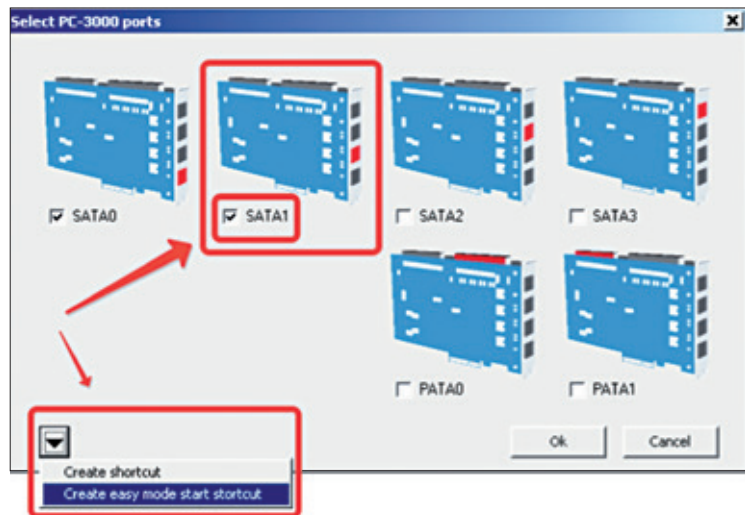 Select PC-3000 ports
SATA0
SATA1
SATA2
SATA3
PATA0
PATA1
Ok
Cancel
Create shortcut
Create easy mode start stortcut